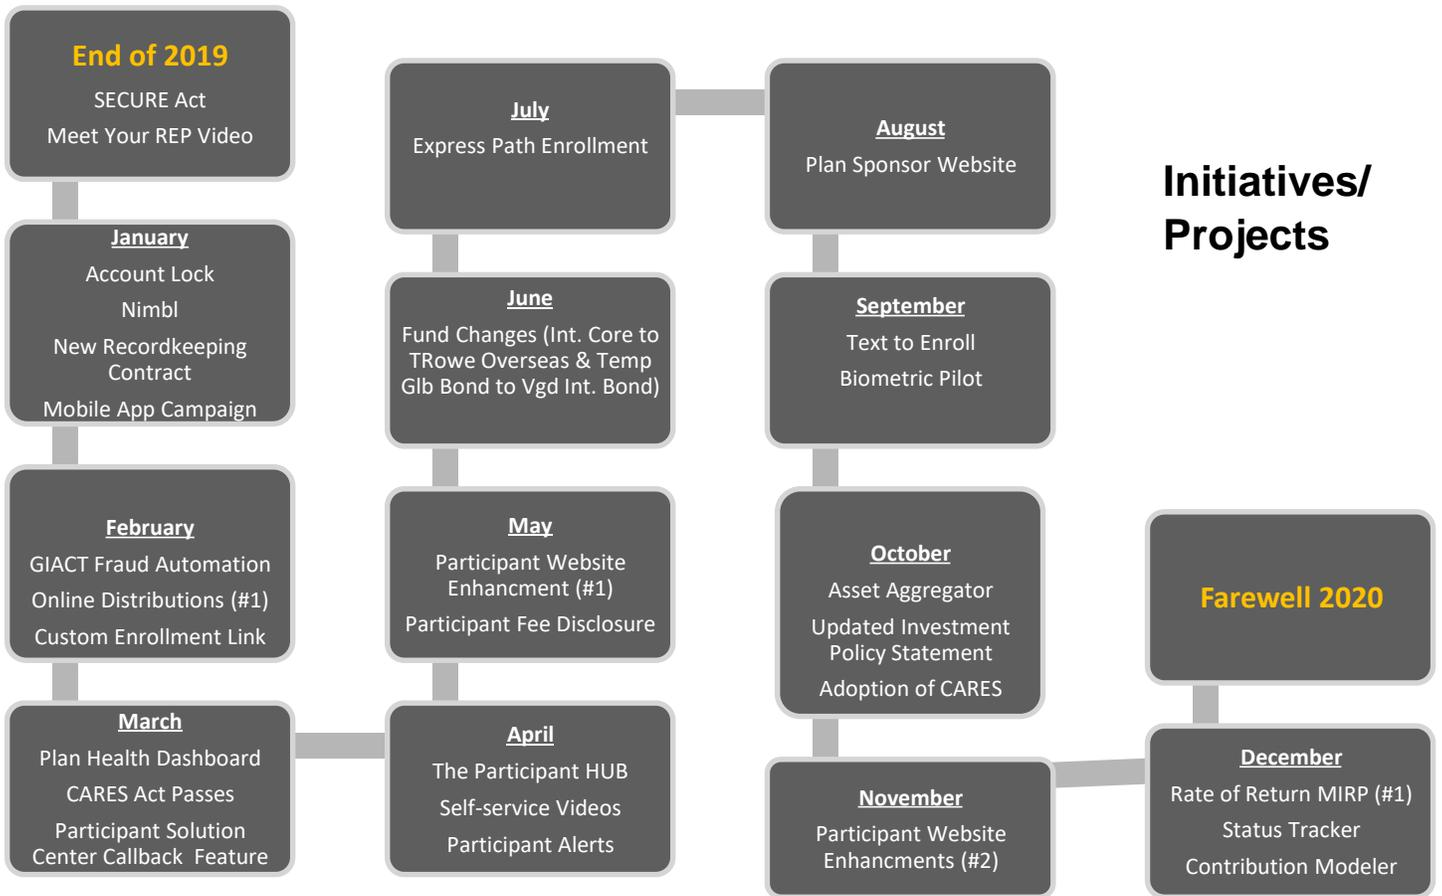 Initiatives/
Projects
End of 2019
SECURE Act
Meet Your REP Video
January
Account Lock
Nimbl
New Recordkeeping
Contract
Mobile App Campaign
February
GIACT Fraud Automation
Online Distributions (#1)
Custom Enrollment Link
March
Plan Health Dashboard
CARES Act Passes
Participant Solution
Center Callback  Feature
April
The Participant HUB
Self-service Videos
Participant Alerts
May
Participant Website
Enhancment (#1)
Participant Fee Disclosure
June
Fund Changes (Int. Core to
TRowe Overseas & Temp
Glb Bond to Vgd Int. Bond)
July
Express Path Enrollment
August
Plan Sponsor Website
September
Text to Enroll
Biometric Pilot
October
Asset Aggregator
Updated Investment
Policy Statement
Adoption of CARES
November
Participant Website
Enhancments (#2)
December
Rate of Return MIRP (#1)
Status Tracker
Contribution Modeler
Farewell 2020